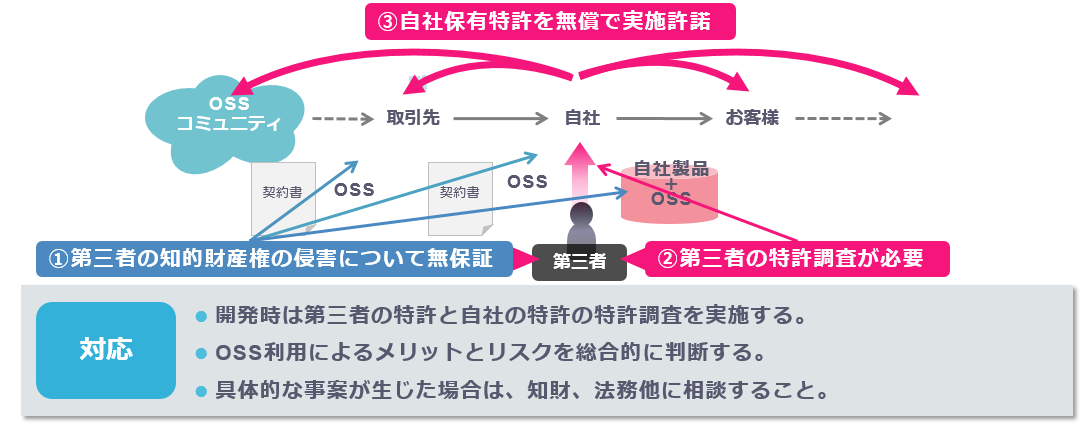 ③自社保有特許を無償で実施許諾
OSS
コミュニティ
取引先
自社
お客様
契約書
OSS
契約書
OSS
自社製品
+
OSS
①第三者の知的財産権の侵害について無保証
第三者
②第三者の特許調査が必要
対応
開発時は第三者の特許と自社の特許の特許調査を実施する。
OSS利用によるメリットとリスクを総合的に判断する。
具体的な事案が生じた場合は、知財、法務他に相談すること。